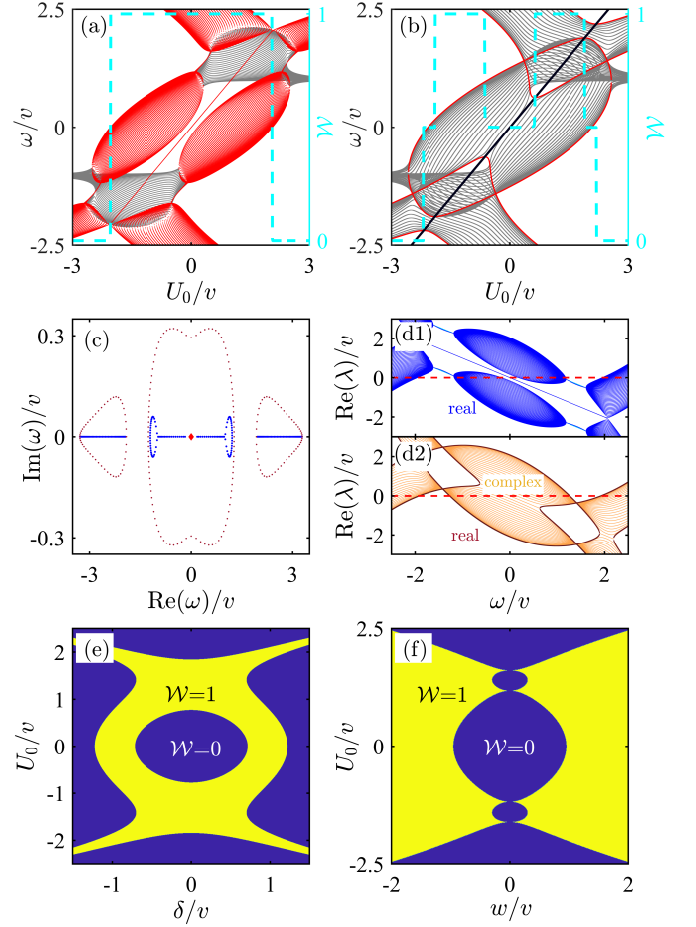 (a)
(b)
ω/v
2.5
0
-2.5
-3
0
3
U₀/v
1
𝒲
0
ω/v
2.5
0
-2.5
-3
0
3
U₀/v
1
𝒲
0
(c)
Im(ω)/v
0.3
0
-0.3
-3
0
3
Re(ω)/v
(d1)
Re(λ)/v
2
0
-2
real
(d2)
Re(λ)/v
2
0
-2
complex
real
-2
0
2
ω/v
(e)
U₀/v
2
1
0
-1
-2
𝒲=1
𝒲−0
-1
0
1
δ/v
(f)
U₀/v
2.5
0
-2.5
𝒲=1
𝒲=0
-2
0
2
w/v